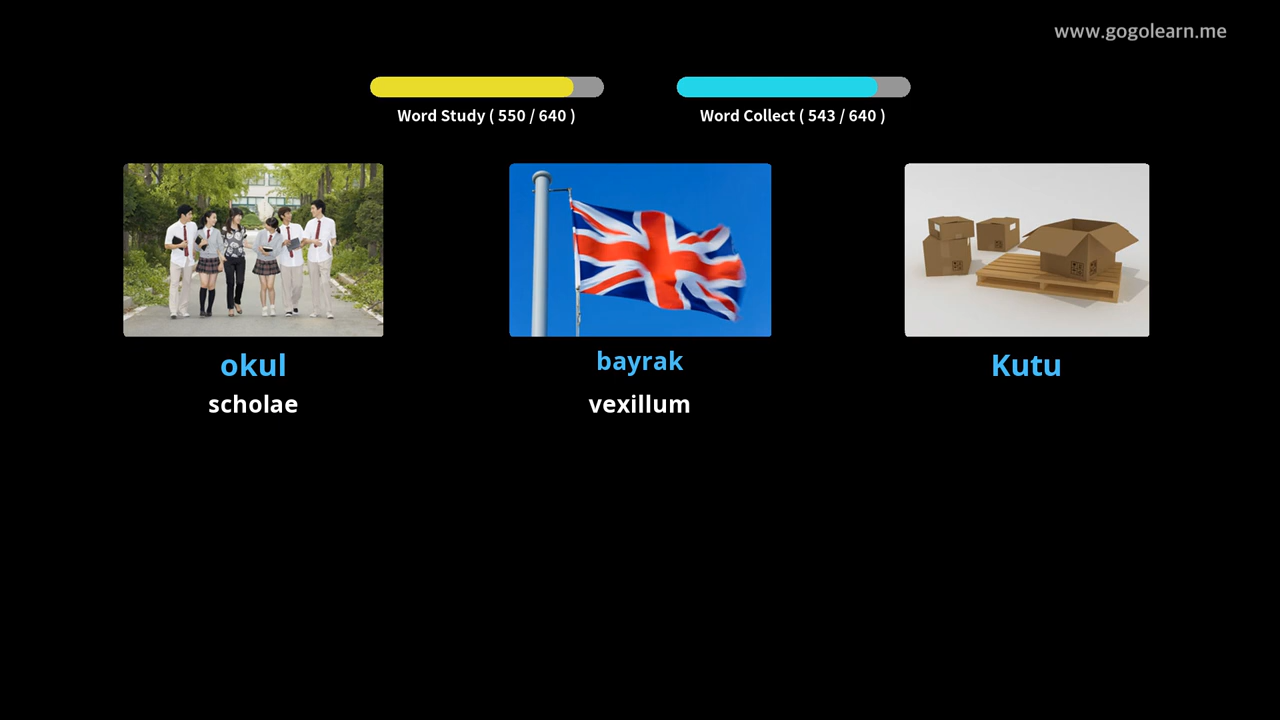 www.gogolearn.me
Word Study ( 550 / 640 )
Word Collect ( 543 / 640 )
okul
bayrak
Kutu
scholae
vexillum